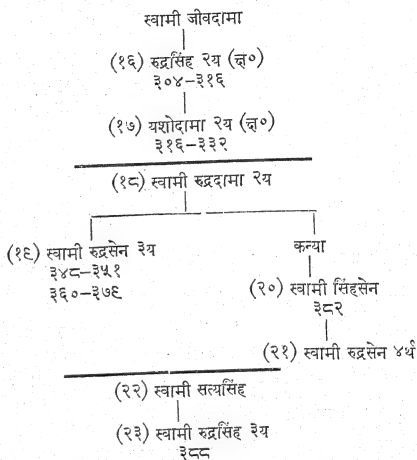 स्वामी जीवदामा
(१६) रुद्रसिंह २य (क्ष०)
३०४–३१६
(१७) यशोदामा २य (क्ष०)
३१६–३३२
(१८) स्वामी रुद्रदामा २य
(१९) स्वामी रुद्रसेन ३य
३४८–३५१
३६०–३७९
कन्या
(२०) स्वामी सिंहसेन
३८२
(२१) स्वामी रुद्रसेन ४र्थ
(२२) स्वामी सत्यसिंह
(२३) स्वामी रुद्रसिंह ३य
३८८